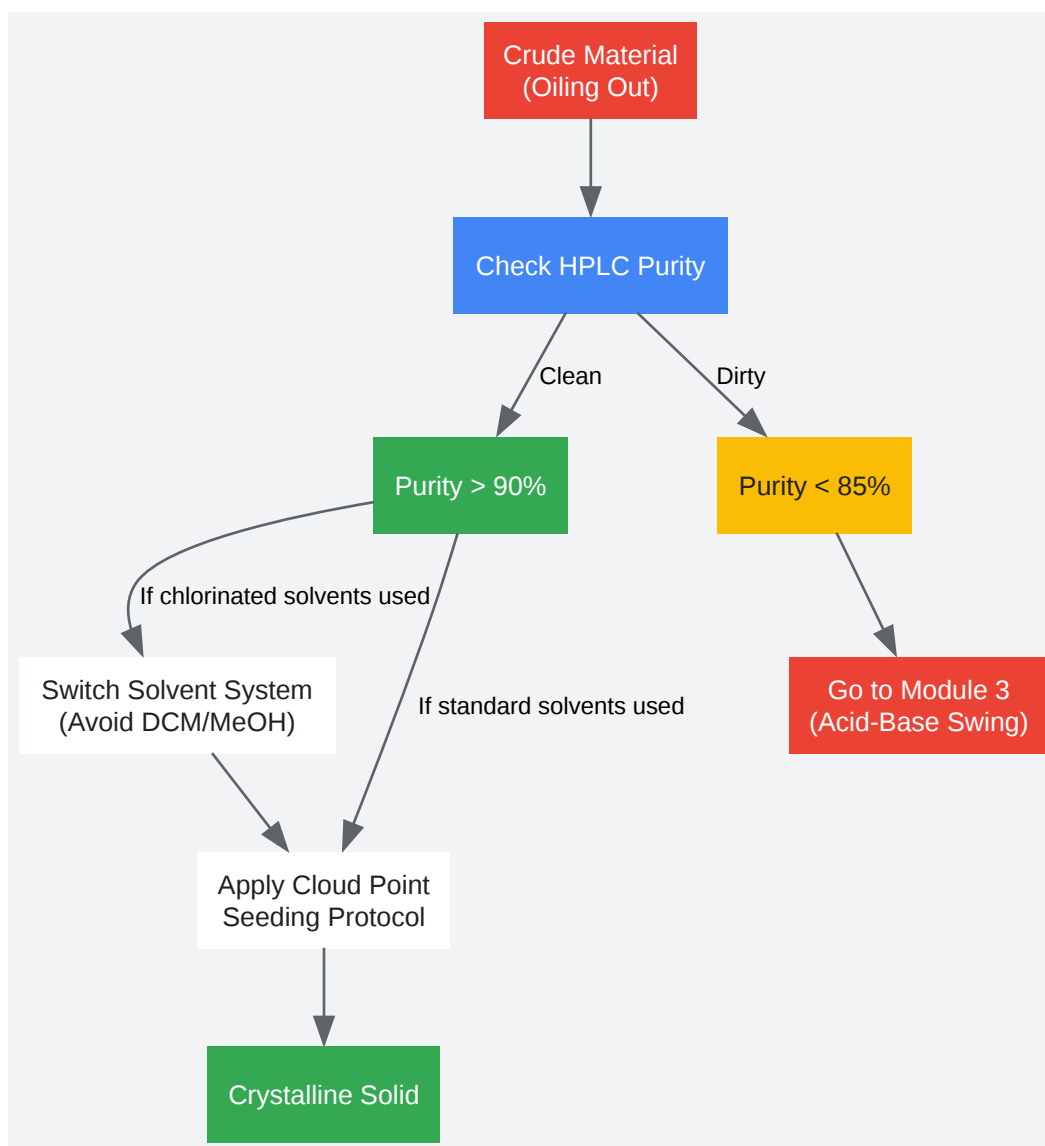 Crude Material
(Oiling Out)
Check HPLC Purity
Clean
Dirty
Purity > 90%
Purity < 85%
If chlorinated solvents used
Switch Solvent System
(Avoid DCM/MeOH)
If standard solvents used
Go to Module 3
(Acid-Base Swing)
Apply Cloud Point
Seeding Protocol
Crystalline Solid